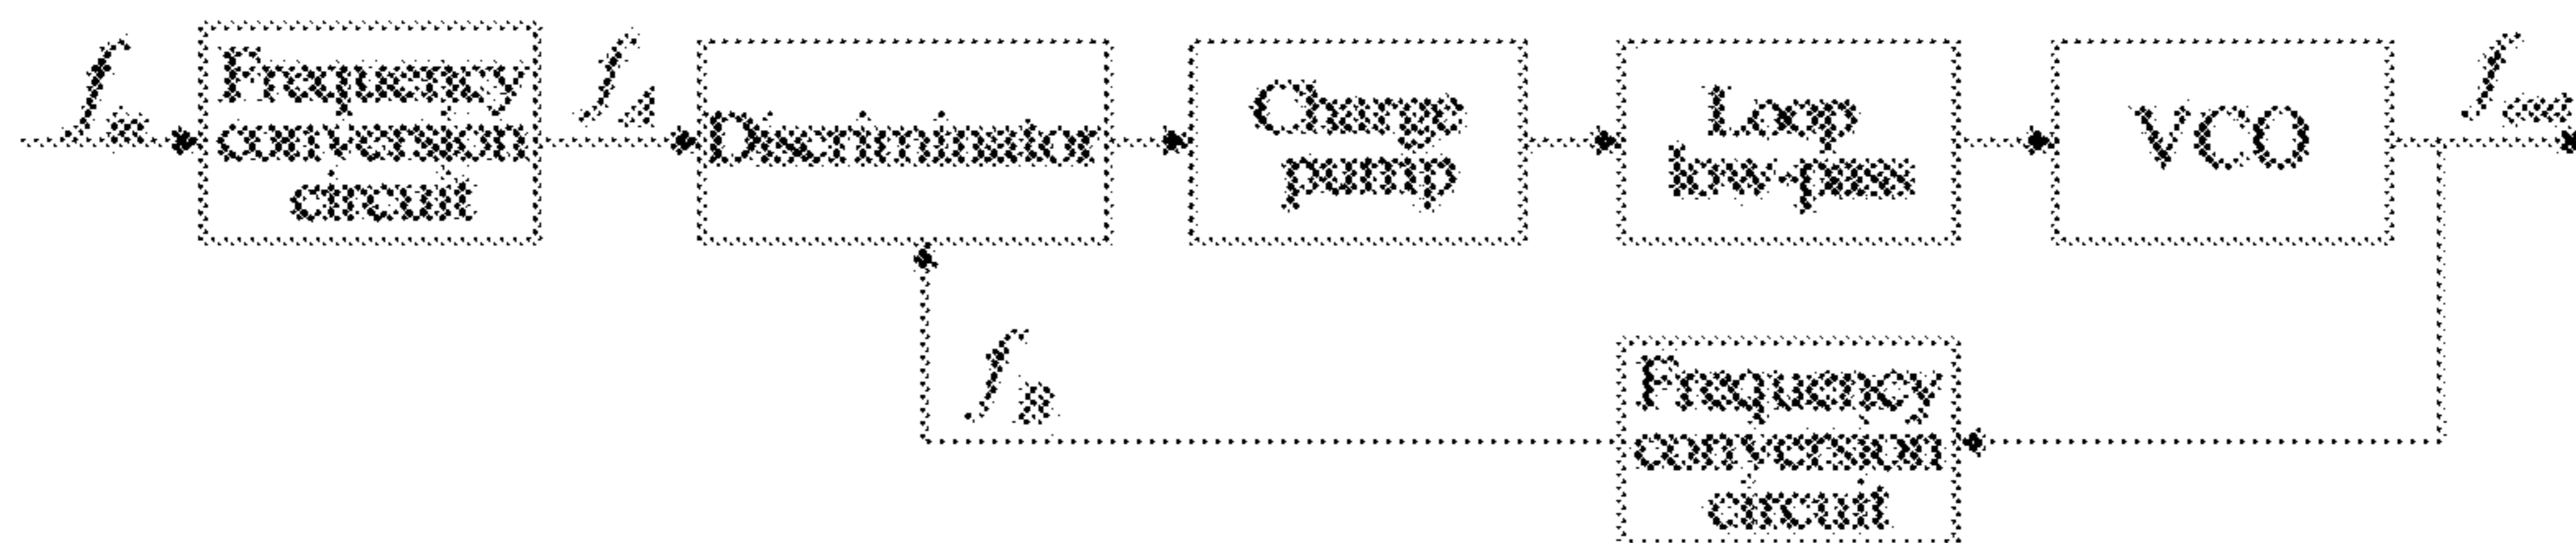 f_in
Frequency
conversion
circuit
f_A
Discriminator
Charge
pump
Loop
low-pass
VCO
f_out
f_B
Frequency
conversion
circuit